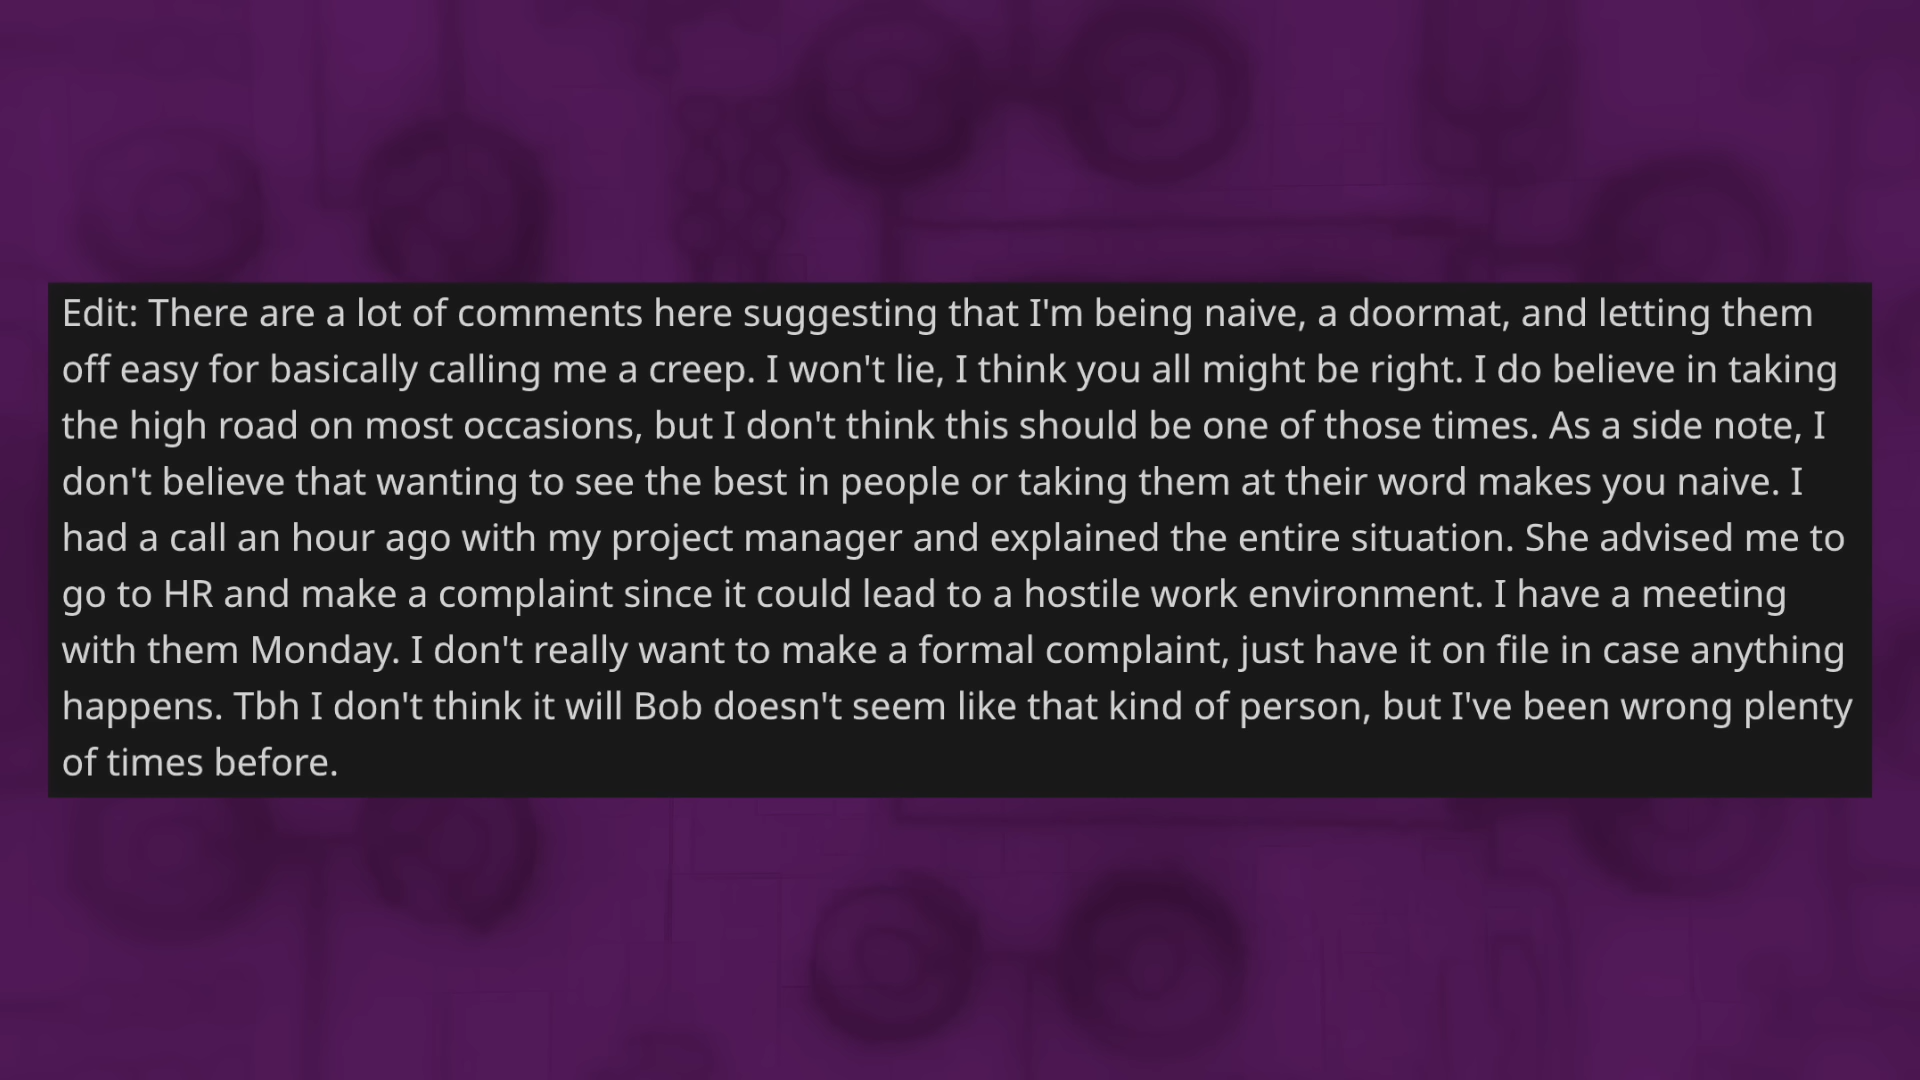 Edit: There are a lot of comments here suggesting that I'm being naive, a doormat, and letting them
off easy for basically calling me a creep. I won't lie, I think you all might be right. I do believe in taking
the high road on most occasions, but I don't think this should be one of those times. As a side note, I
don't believe that wanting to see the best in people or taking them at their word makes you naive. I
had a call an hour ago with my project manager and explained the entire situation. She advised me to
go to HR and make a complaint since it could lead to a hostile work environment. I have a meeting
with them Monday. I don't really want to make a formal complaint, just have it on file in case anything
happens. Tbh I don't think it will Bob doesn't seem like that kind of person, but I've been wrong plenty
of times before.